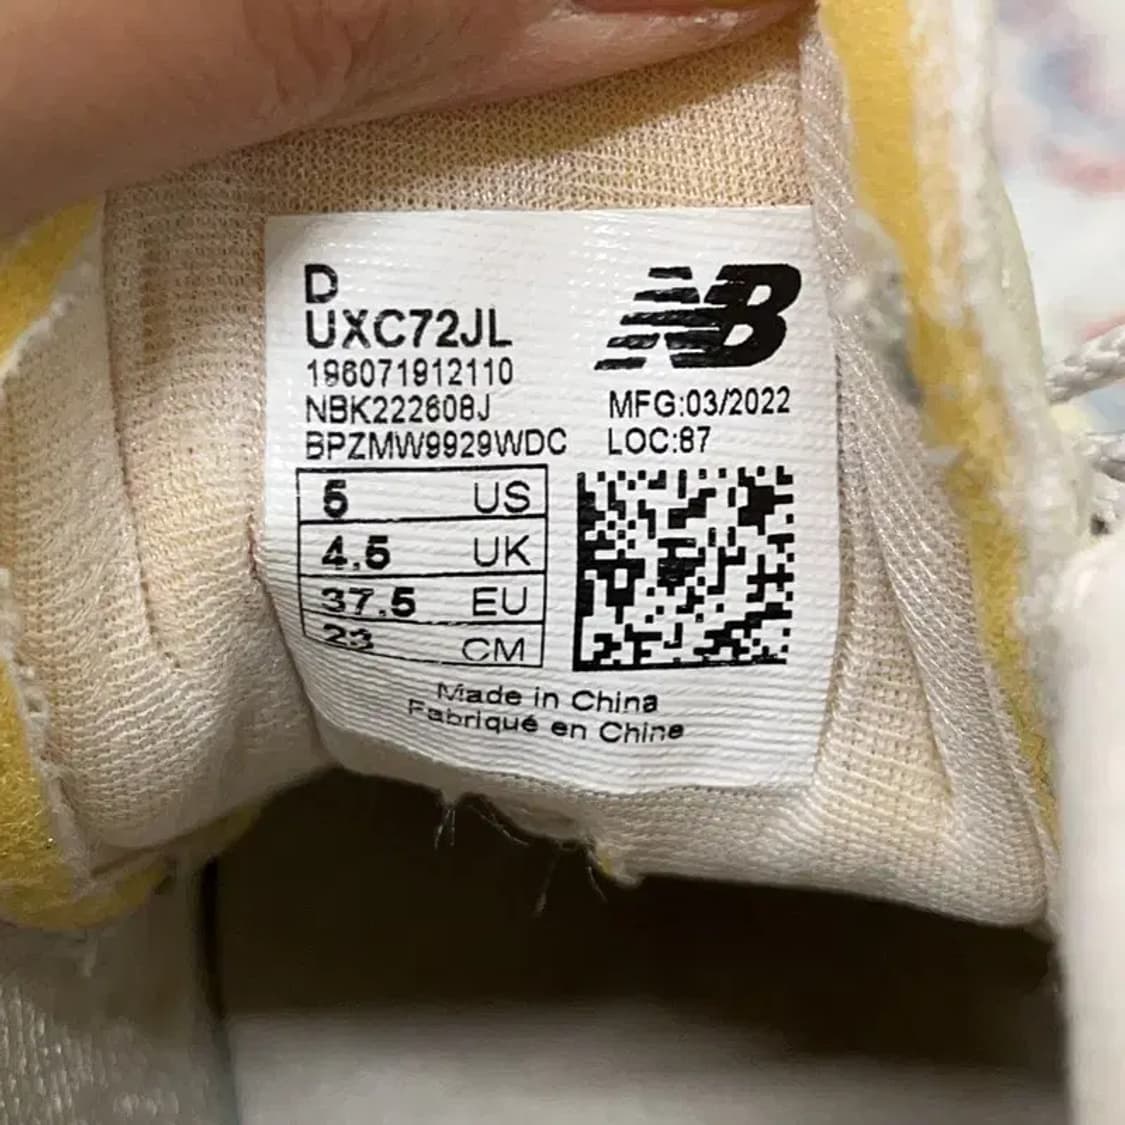 D
UXC72JL
196071912110
NBK222608J
BPZMW9929WDC
NB
MFG:03/2022
LOC:87
5 US
4.5 UK
37.5 EU
23 CM
Made in China
Fabriqué en Chine